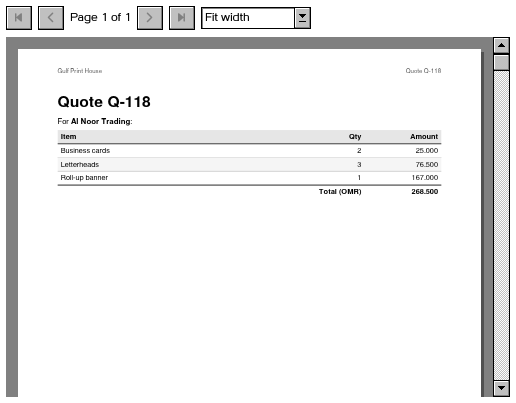 Page 1 of 1 Fit width
Gulf Print House Quote Q-118
Quote Q-118
For Al Noor Trading:
Item Qty Amount
Business cards 2 25.000
Letterheads 3 76.500
Roll-up banner 1 167.000
Total (OMR) 268.500